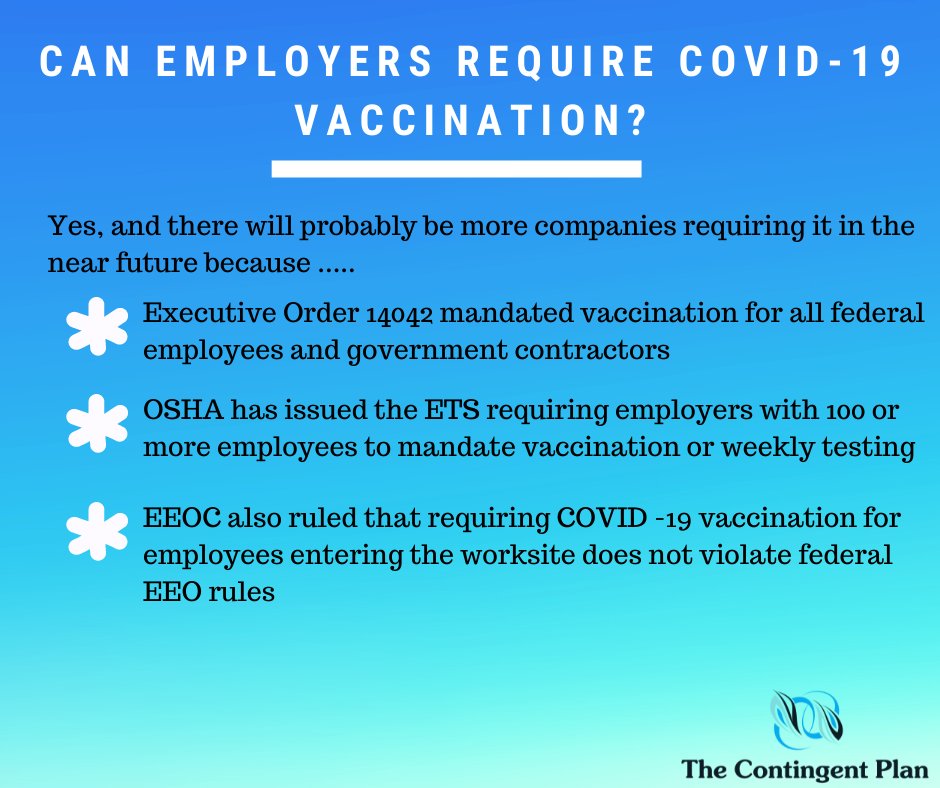 CAN EMPLOYERS REQUIRE COVID-19
VACCINATION?
Yes, and there will probably be more companies requiring it in the
near future because .....
Executive Order 14042 mandated vaccination for all federal
employees and government contractors
OSHA has issued the ETS requiring employers with 100 or
more employees to mandate vaccination or weekly testing
EEOC also ruled that requiring COVID -19 vaccination for
employees entering the worksite does not violate federal
EEO rules
The Contingent Plan